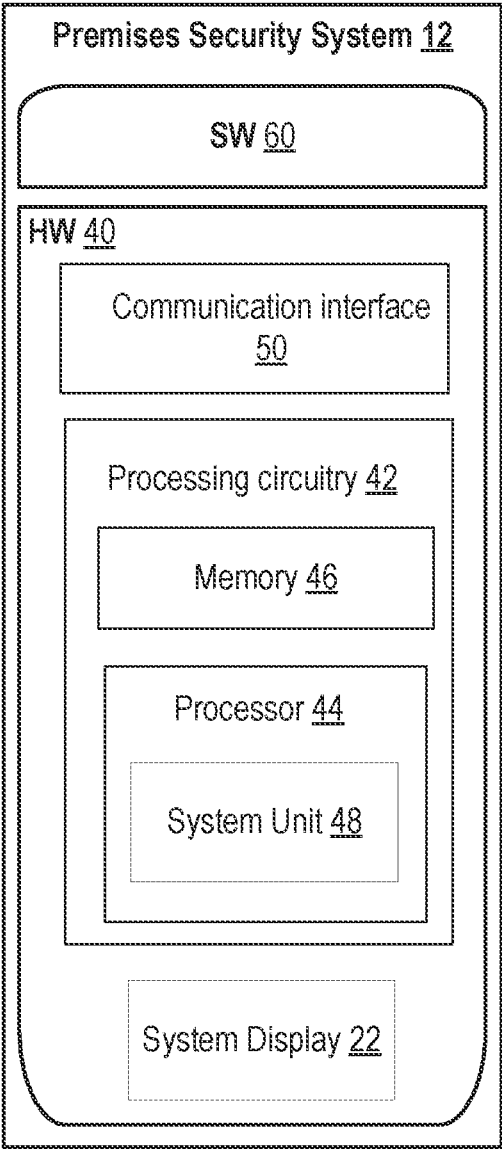 Premises Security System 12
SW 60
HW 40
Communication interface
50
Processing circuitry 42
Memory 46
Processor 44
System Unit 48
System Display 22